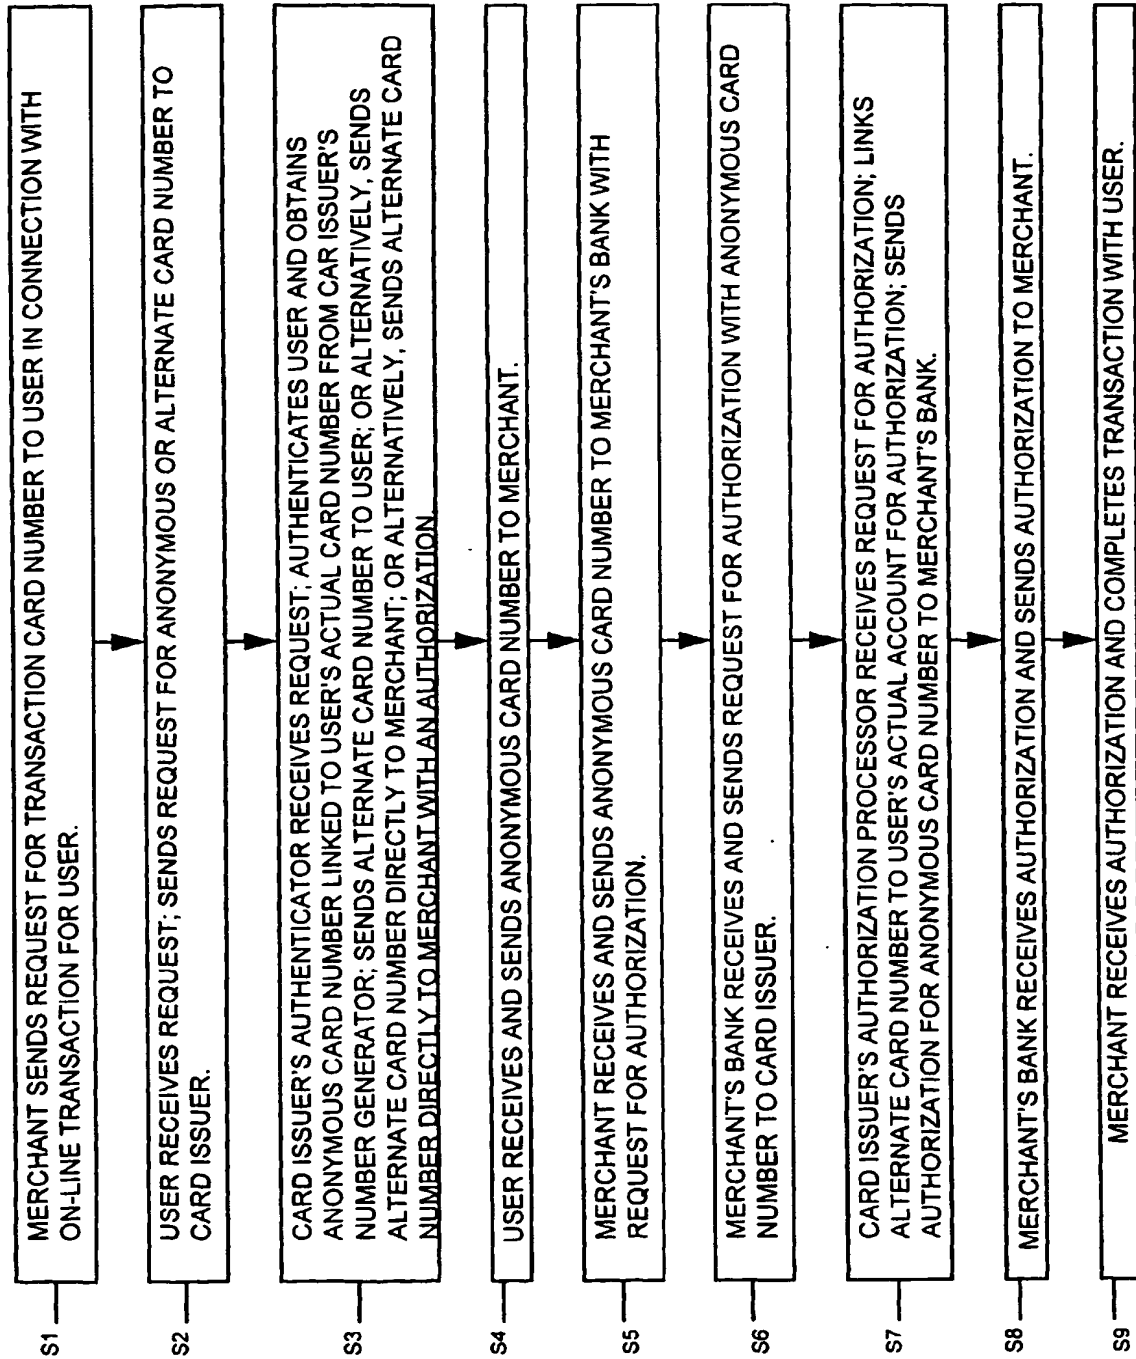 S1
MERCHANT SENDS REQUEST FOR TRANSACTION CARD NUMBER TO USER IN CONNECTION WITH
ON-LINE TRANSACTION FOR USER.
S2
USER RECEIVES REQUEST; SENDS REQUEST FOR ANONYMOUS OR ALTERNATE CARD NUMBER TO
CARD ISSUER.
S3
CARD ISSUER'S AUTHENTICATOR RECEIVES REQUEST; AUTHENTICATES USER AND OBTAINS
ANONYMOUS CARD NUMBER LINKED TO USER'S ACTUAL CARD NUMBER FROM CAR ISSUER'S
NUMBER GENERATOR; SENDS ALTERNATE CARD NUMBER TO USER; OR ALTERNATIVELY, SENDS
ALTERNATE CARD NUMBER DIRECTLY TO MERCHANT; OR ALTERNATIVELY, SENDS ALTERNATE CARD
NUMBER DIRECTLY TO MERCHANT WITH AN AUTHORIZATION.
S4
USER RECEIVES AND SENDS ANONYMOUS CARD NUMBER TO MERCHANT.
S5
MERCHANT RECEIVES AND SENDS ANONYMOUS CARD NUMBER TO MERCHANT'S BANK WITH
REQUEST FOR AUTHORIZATION.
S6
MERCHANT'S BANK RECEIVES AND SENDS REQUEST FOR AUTHORIZATION WITH ANONYMOUS CARD
NUMBER TO CARD ISSUER.
S7
CARD ISSUER'S AUTHORIZATION PROCESSOR RECEIVES REQUEST FOR AUTHORIZATION; LINKS
ALTERNATE CARD NUMBER TO USER'S ACTUAL ACCOUNT FOR AUTHORIZATION; SENDS
AUTHORIZATION FOR ANONYMOUS CARD NUMBER TO MERCHANT'S BANK.
S8
MERCHANT'S BANK RECEIVES AUTHORIZATION AND SENDS AUTHORIZATION TO MERCHANT.
S9
MERCHANT RECEIVES AUTHORIZATION AND COMPLETES TRANSACTION WITH USER.